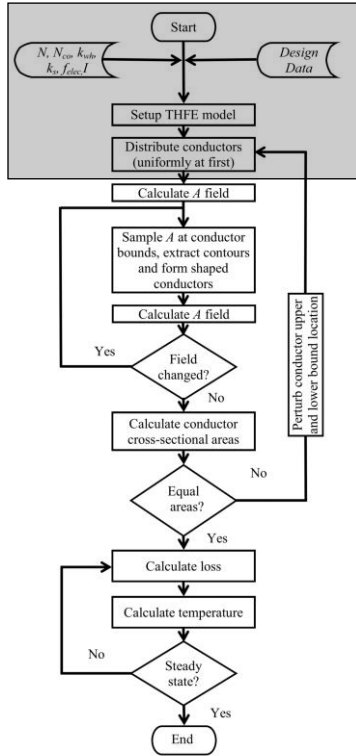 Start
N, N_co, k_wh,
k_v, f_elec, I
Design
Data
Setup THFE model
Distribute conductors
(uniformly at first)
Calculate A field
Sample A at conductor
bounds, extract contours
and form shaped
conductors
Calculate A field
Yes
Field
changed?
No
Perturb conductor upper
and lower bound location
Calculate conductor
cross-sectional areas
No
Equal
areas?
Yes
Calculate loss
Calculate temperature
No
Steady
state?
Yes
End